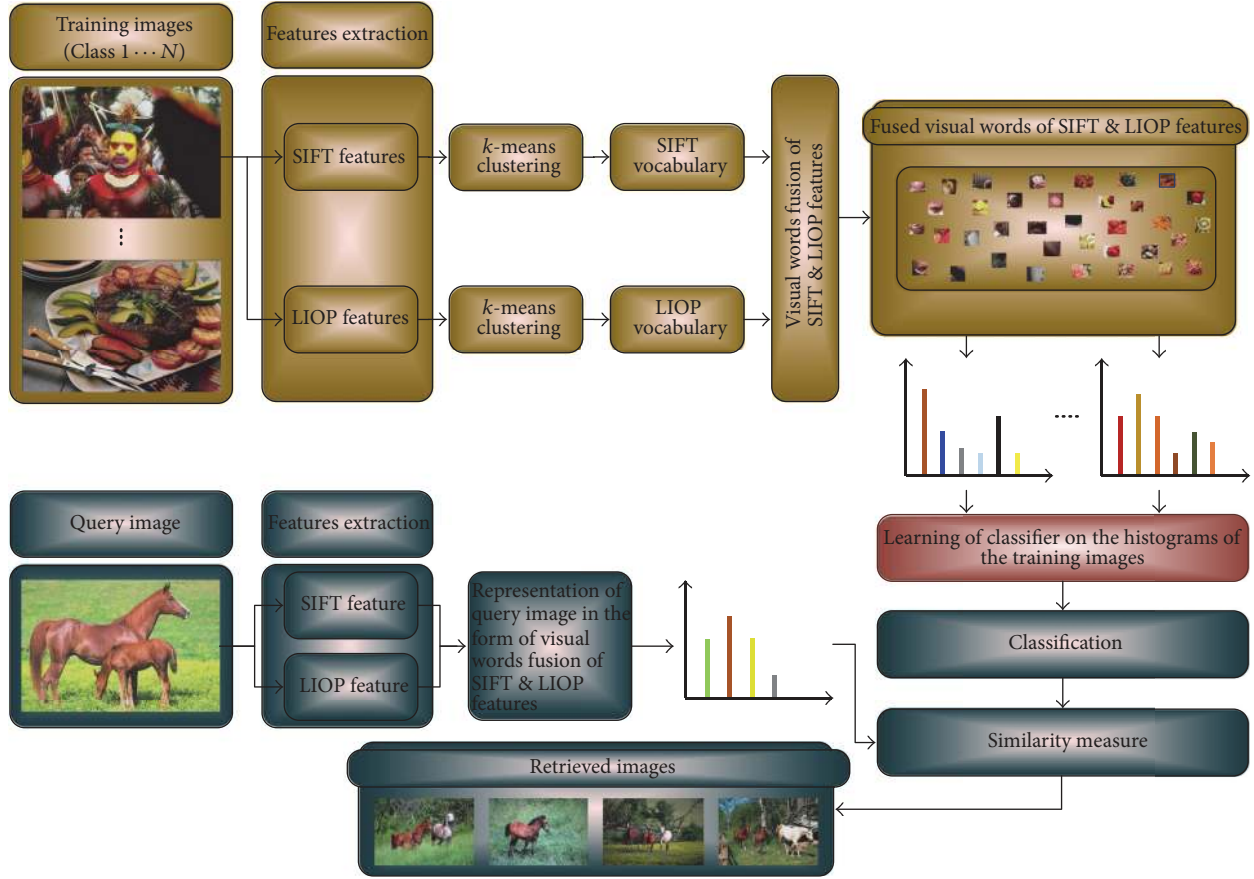 Training images
(Class 1 ⋯ N)
Features extraction
SIFT features
k-means
clustering
SIFT
vocabulary
LIOP features
k-means
clustering
LIOP
vocabulary
Visual words fusion of
SIFT & LIOP features
Fused visual words of SIFT & LIOP features
Query image
Features extraction
SIFT feature
LIOP feature
Representation of
query image in the
form of visual
words fusion of
SIFT & LIOP
features
Learning of classifier on the histograms of
the training images
Classification
Similarity measure
Retrieved images